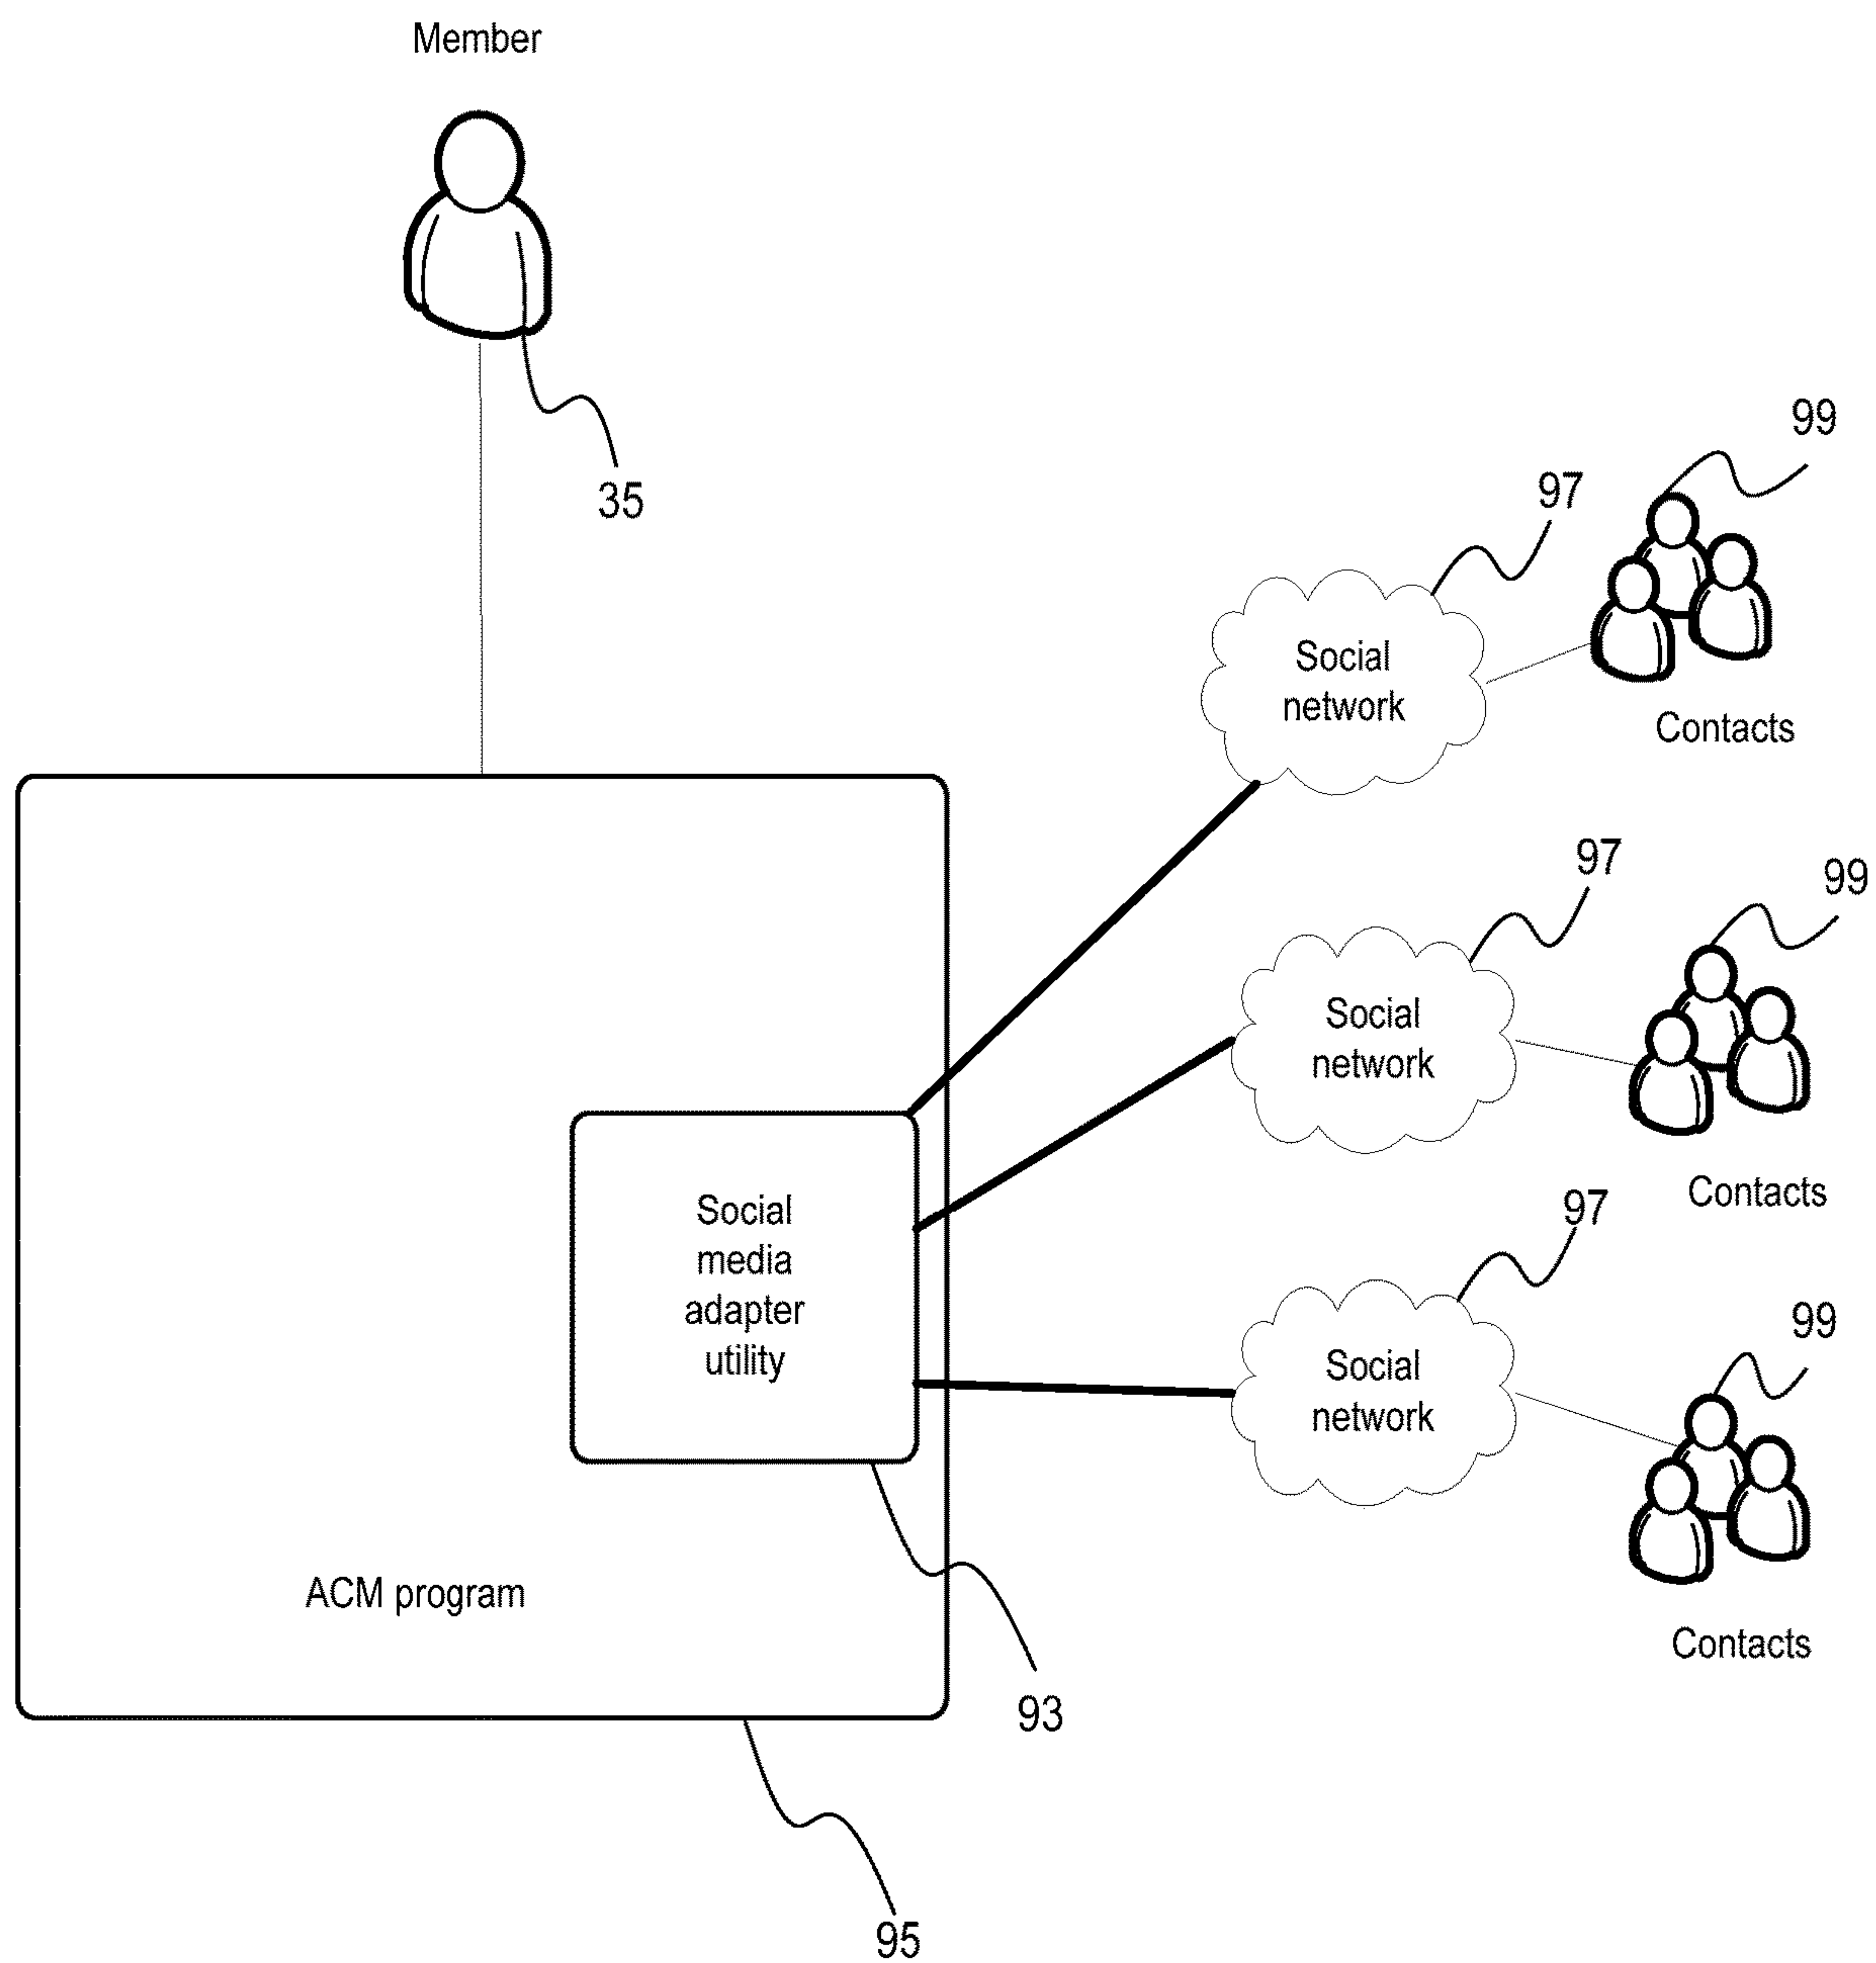 Member
35
99
97
Social
network
Contacts
97
99
Social
network
Contacts
97
Social
media
adapter
utility
99
Social
network
ACM program
Contacts
93
95